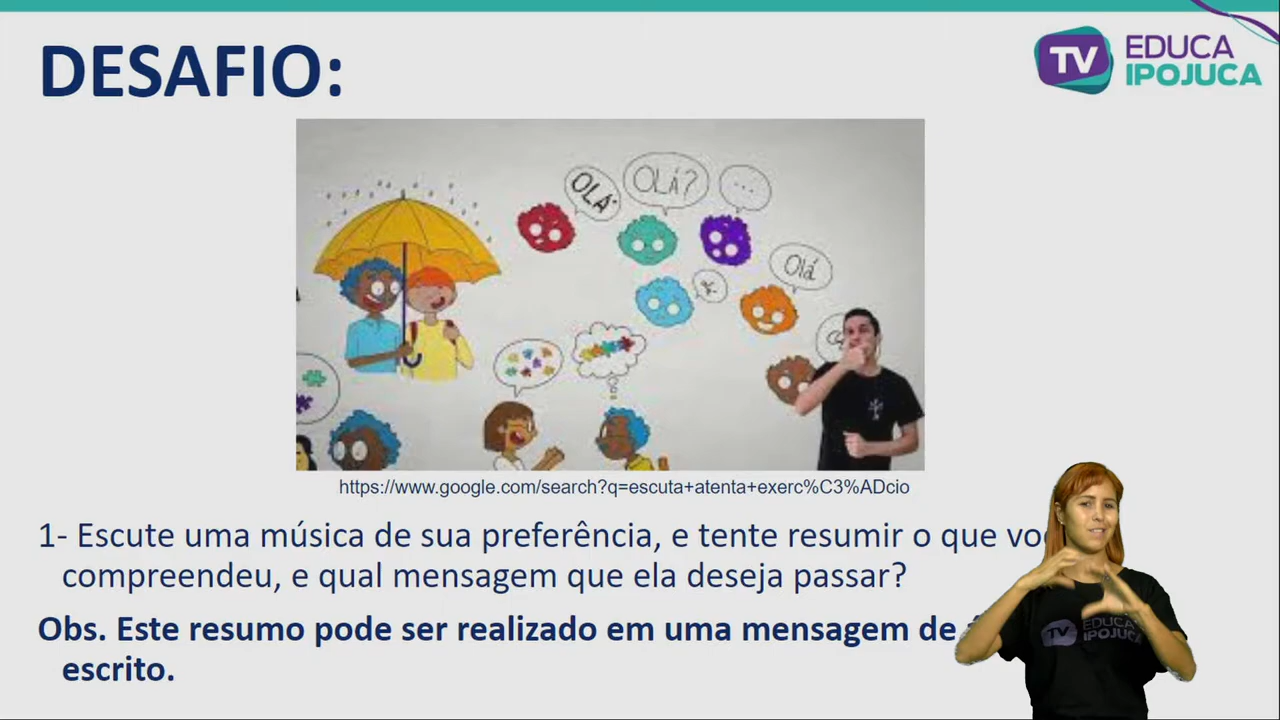 DESAFIO:
TV EDUCA
IPOJUCA
OLÁ
OLÁ?
...
Olá
https://www.google.com/search?q=escuta+atenta+exerc%C3%ADcio
1- Escute uma música de sua preferência, e tente resumir o que
compreendeu, e qual mensagem que ela deseja passar?
Obs. Este resumo pode ser realizado em uma mensagem de
escrito.
TV EDUCA
IPOJUCA